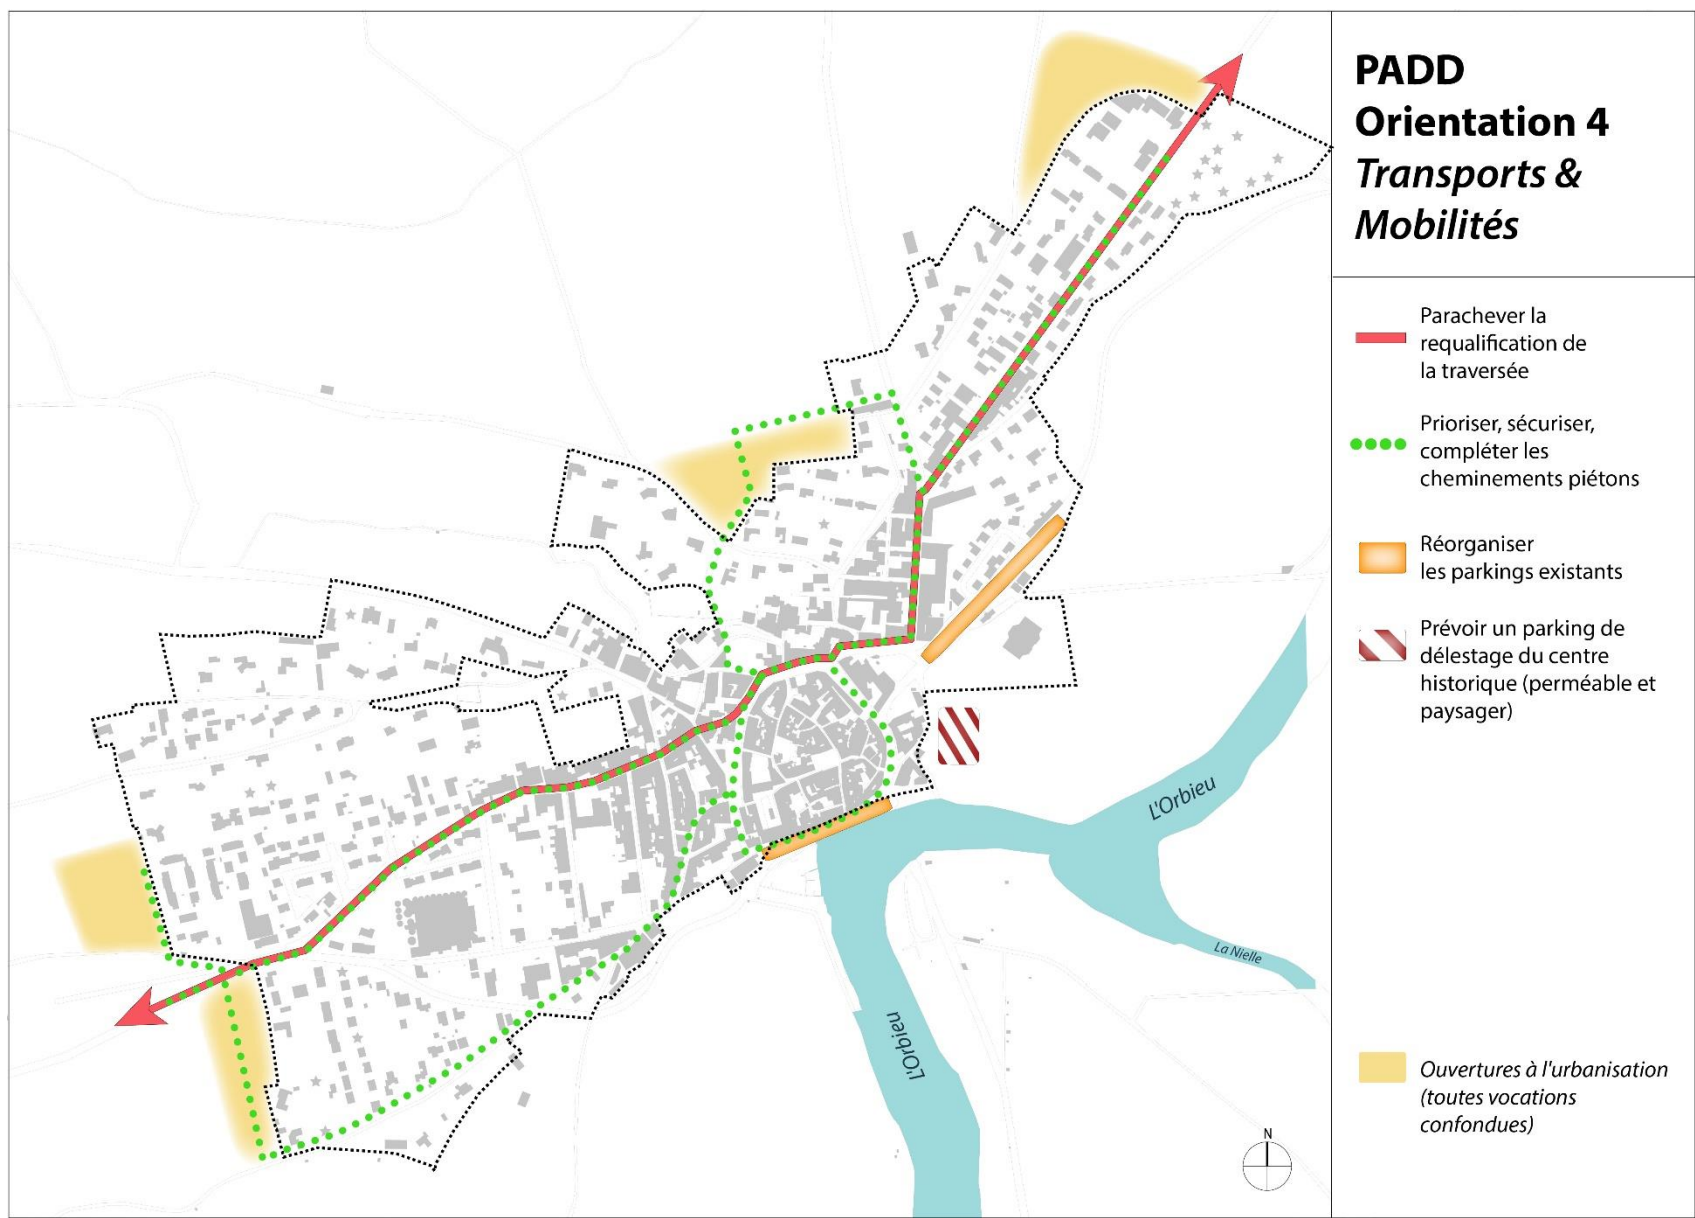 PADD
Orientation 4
Transports &
Mobilités
Parachever la
requalification de
la traversée
Prioriser, sécuriser,
compléter les
cheminements piétons
Réorganiser
les parkings existants
Prévoir un parking de
délestage du centre
historique (perméable et
paysager)
Ouvertures à l'urbanisation
(toutes vocations
confondues)
L'Orbieu
La Nielle
L'Orbieu
N